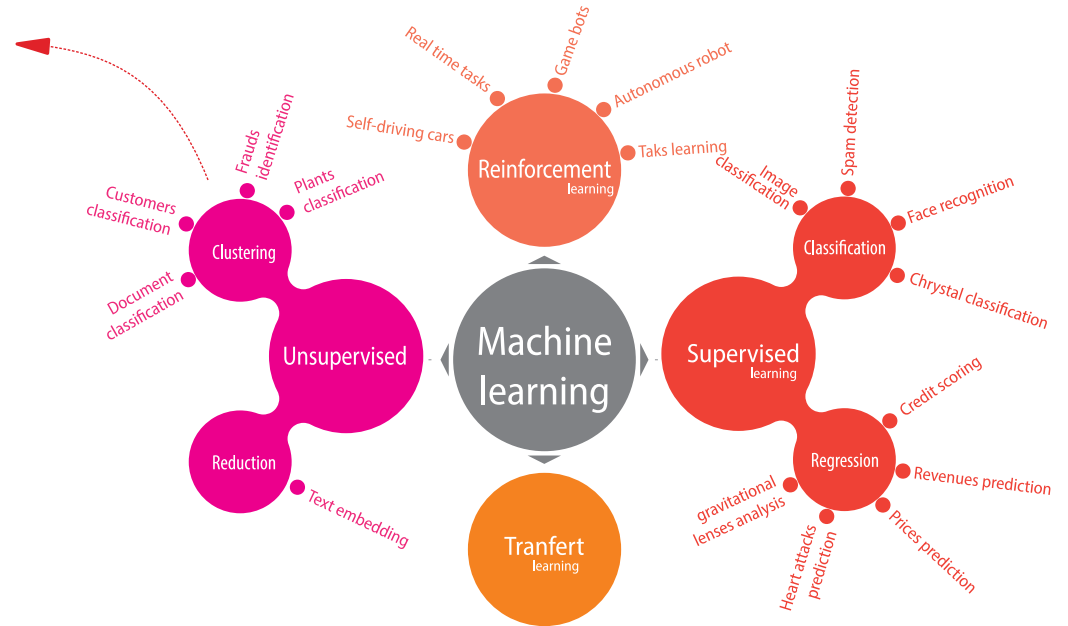 Machine
learning
Reinforcement
learning
Self-driving cars
Real time tasks
Game bots
Autonomous robot
Taks learning
Unsupervised
Clustering
Document
classification
Customers
classification
Frauds
identification
Plants
classification
Reduction
Text embedding
Supervised
learning
Classification
Image
classification
Spam detection
Face recognition
Chrystal classification
Regression
Credit scoring
Revenues prediction
Prices prediction
Heart attacks
prediction
gravitational
lenses analysis
Tranfert
learning